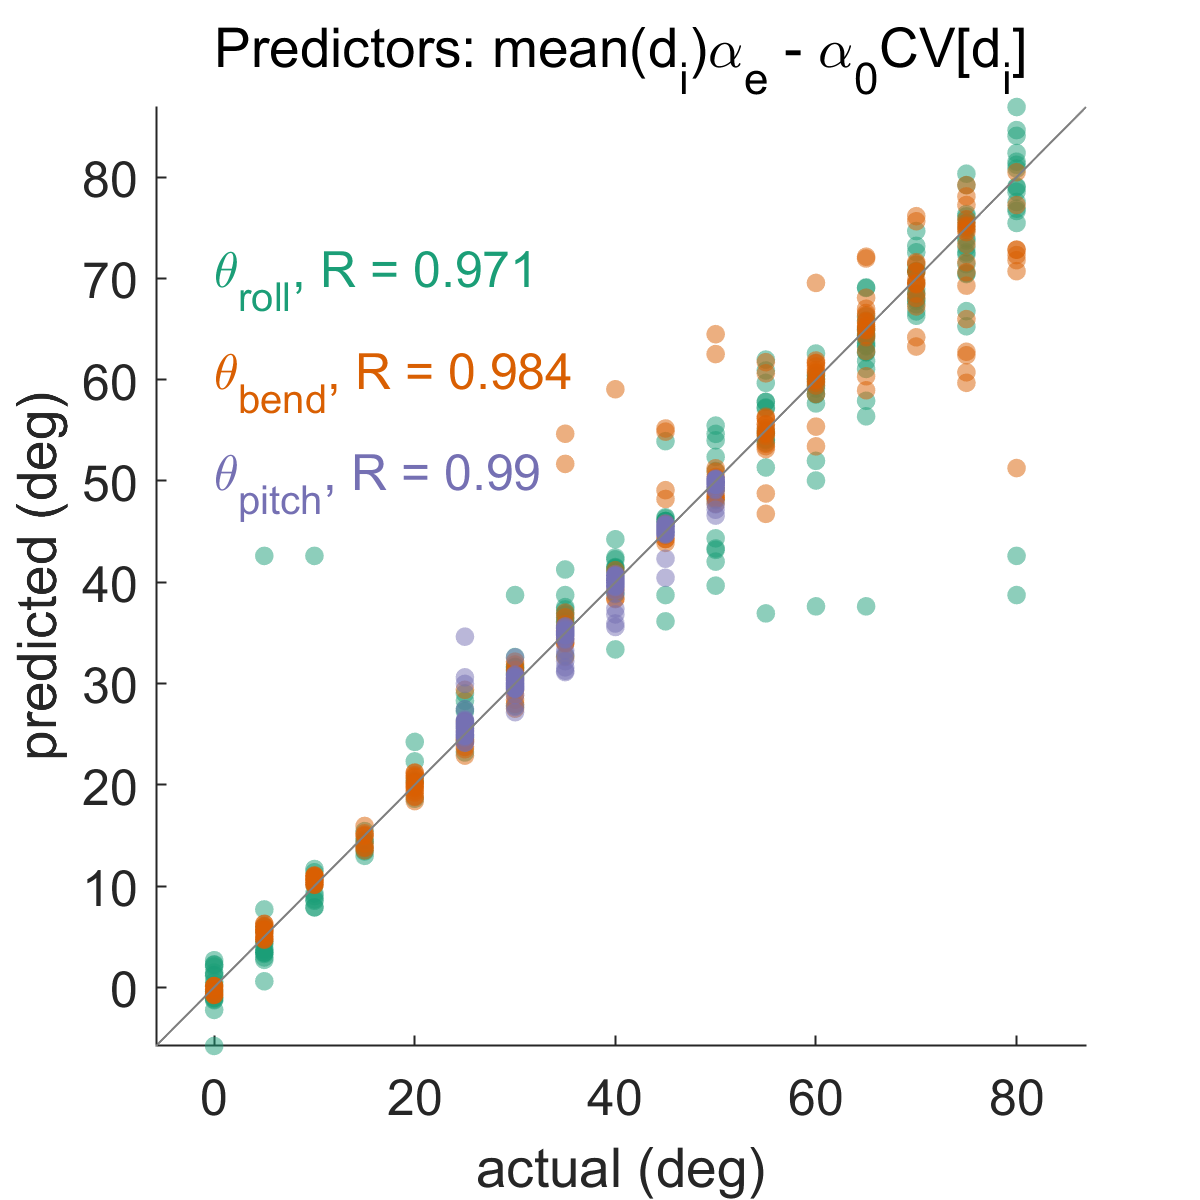 Predictors: mean(dᵢ)αₑ - α₀CV[dᵢ]
θroll, R = 0.971
θbend, R = 0.984
θpitch, R = 0.99
predicted (deg)
80
70
60
50
40
30
20
10
0
0 20 40 60 80
actual (deg)